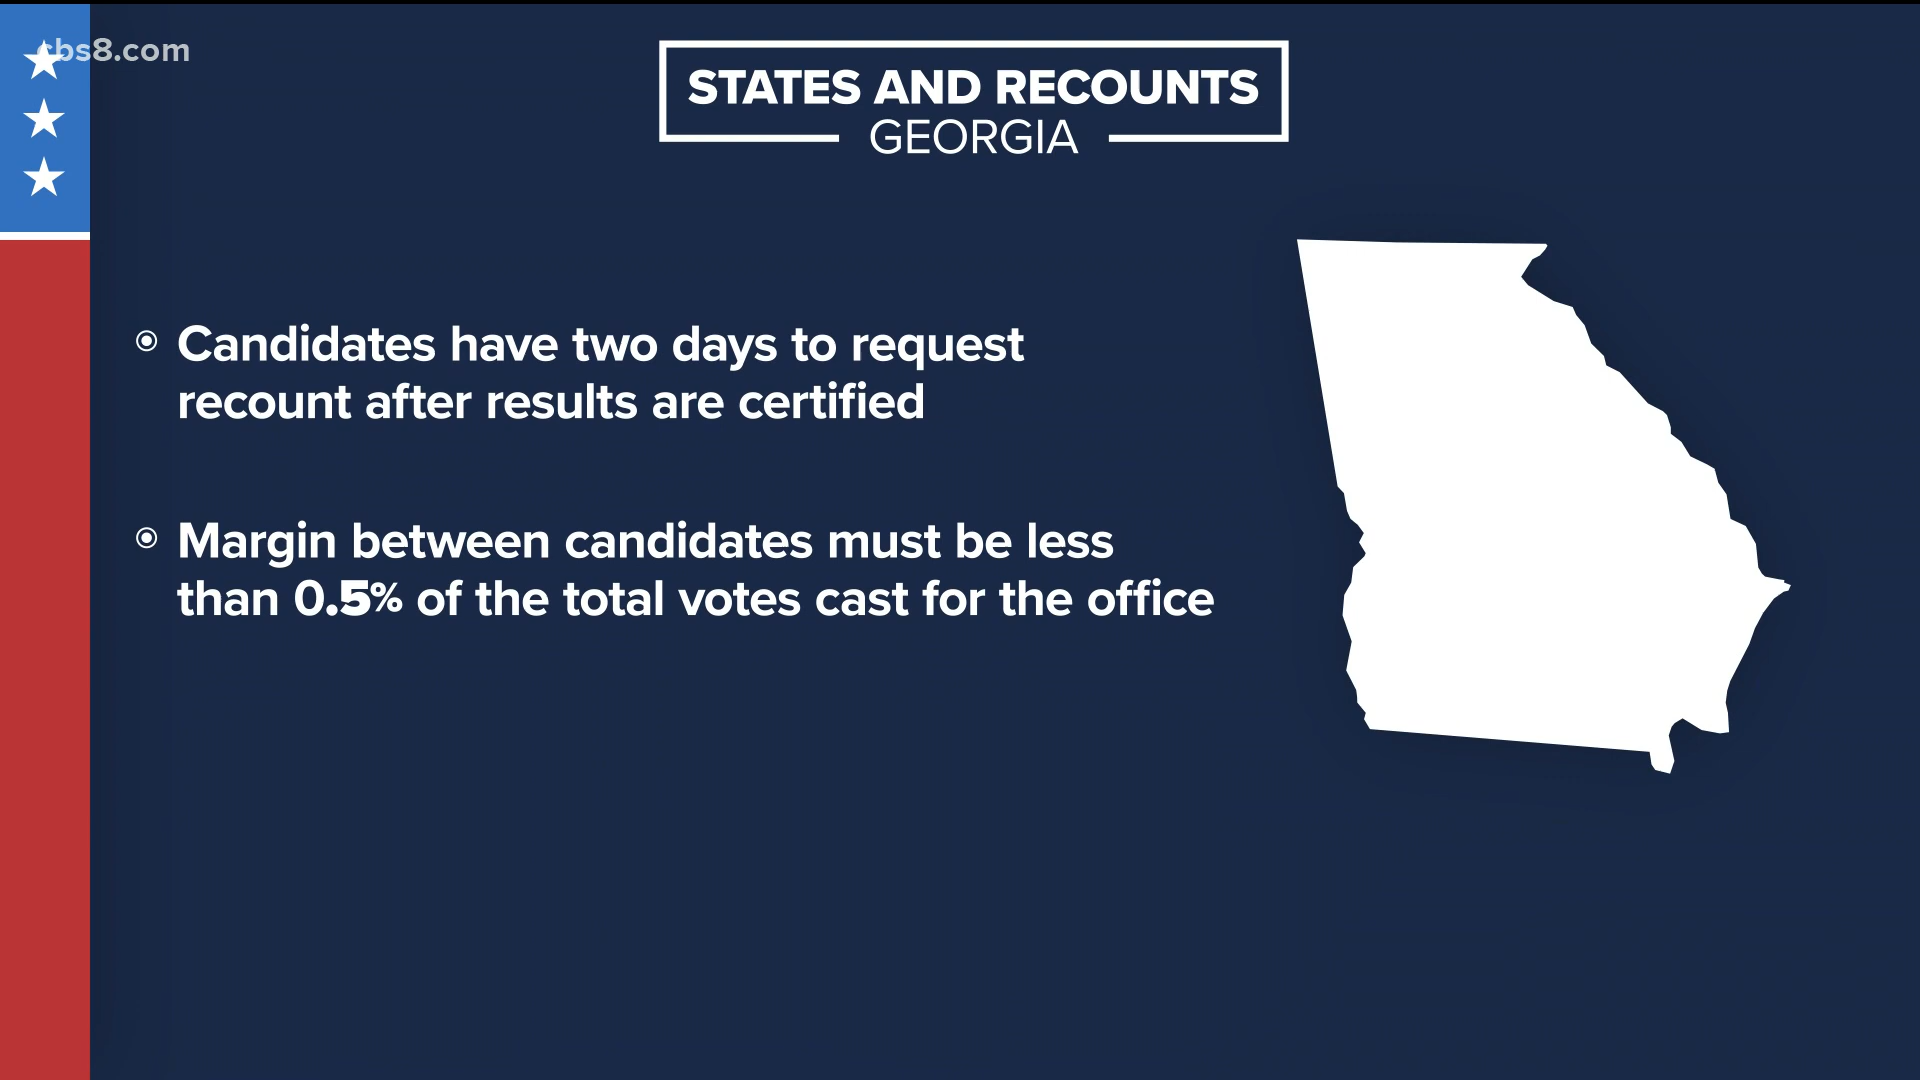 cbs8.com
STATES AND RECOUNTS
GEORGIA
Candidates have two days to request
recount after results are certified
Margin between candidates must be less
than 0.5% of the total votes cast for the office